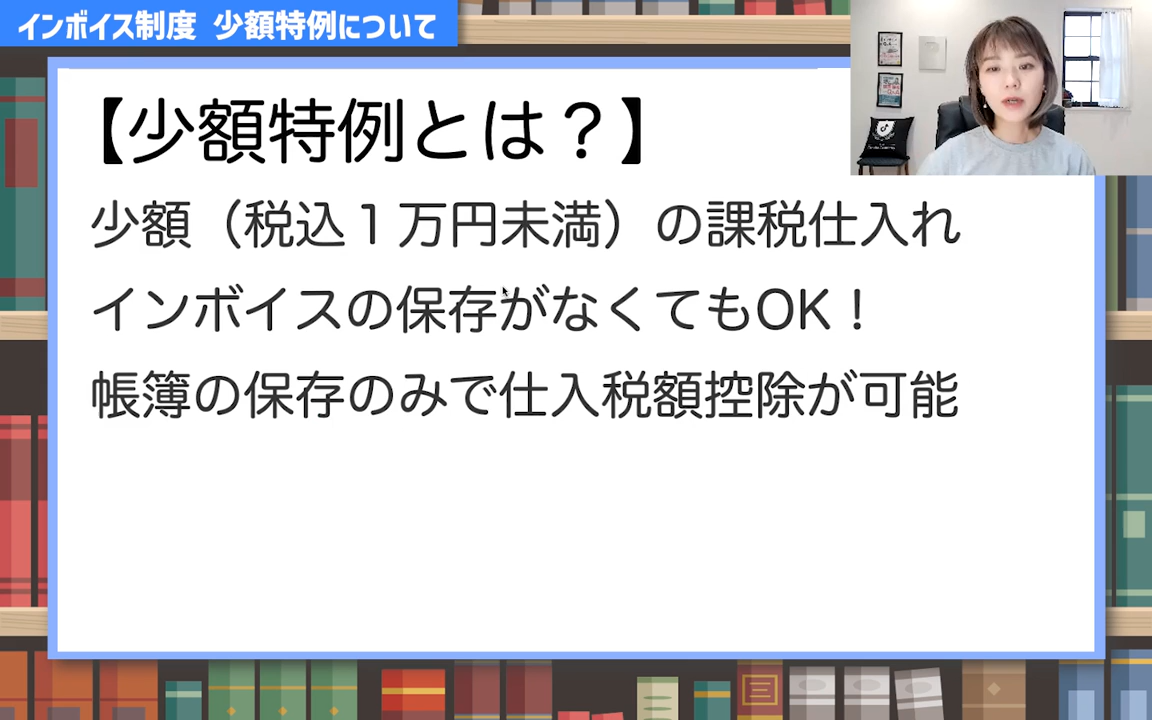 インボイス制度 少額特例について
【少額特例とは？】
少額（税込１万円未満）の課税仕入れ
インボイスの保存がなくてもOK！
帳簿の保存のみで仕入税額控除が可能